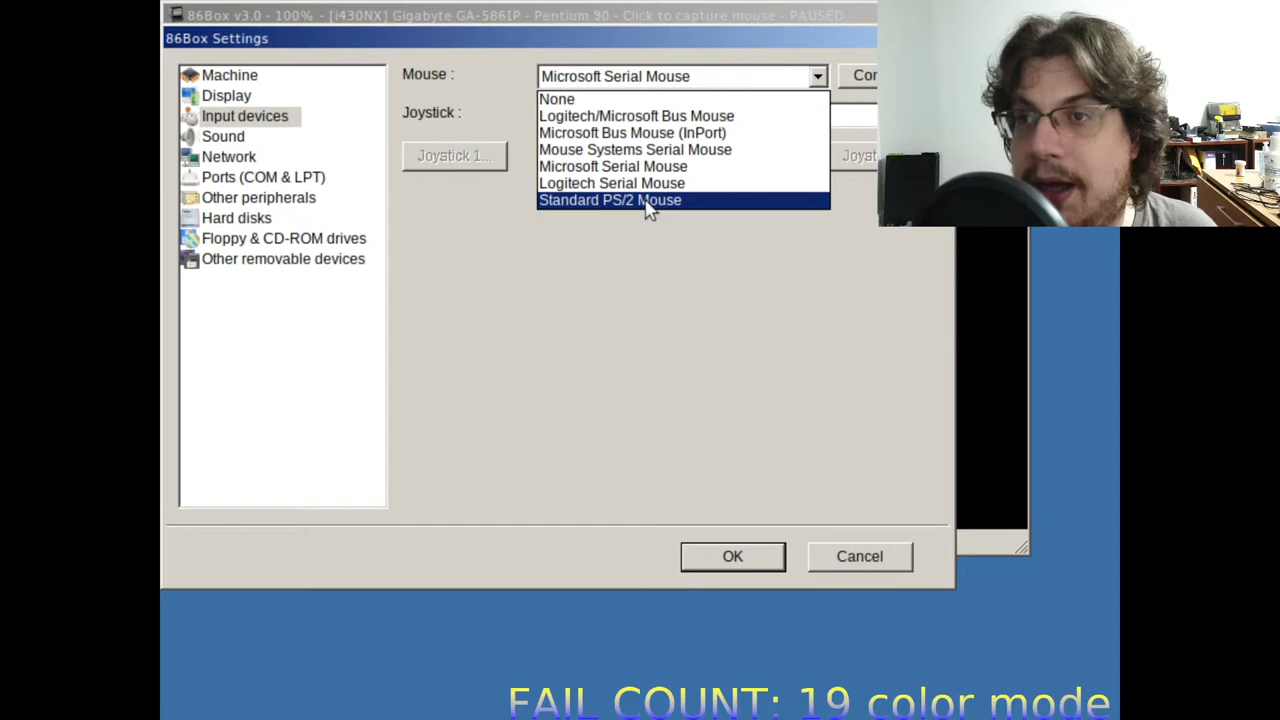 86Box v3.0 - 100% - [i430NX] Gigabyte GA-586IP - Pentium 90 - Click to capture mouse - PAUSED -
86Box Settings
Machine
Display
Input devices
Sound
Network
Ports (COM & LPT)
Other peripherals
Hard disks
Floppy & CD-ROM drives
Other removable devices
Mouse :
Microsoft Serial Mouse
None
Logitech/Microsoft Bus Mouse
Microsoft Bus Mouse (InPort)
Mouse Systems Serial Mouse
Microsoft Serial Mouse
Logitech Serial Mouse
Standard PS/2 Mouse
Joystick :
Joystick 1...
OK
Cancel
FAIL COUNT: 19 color mode